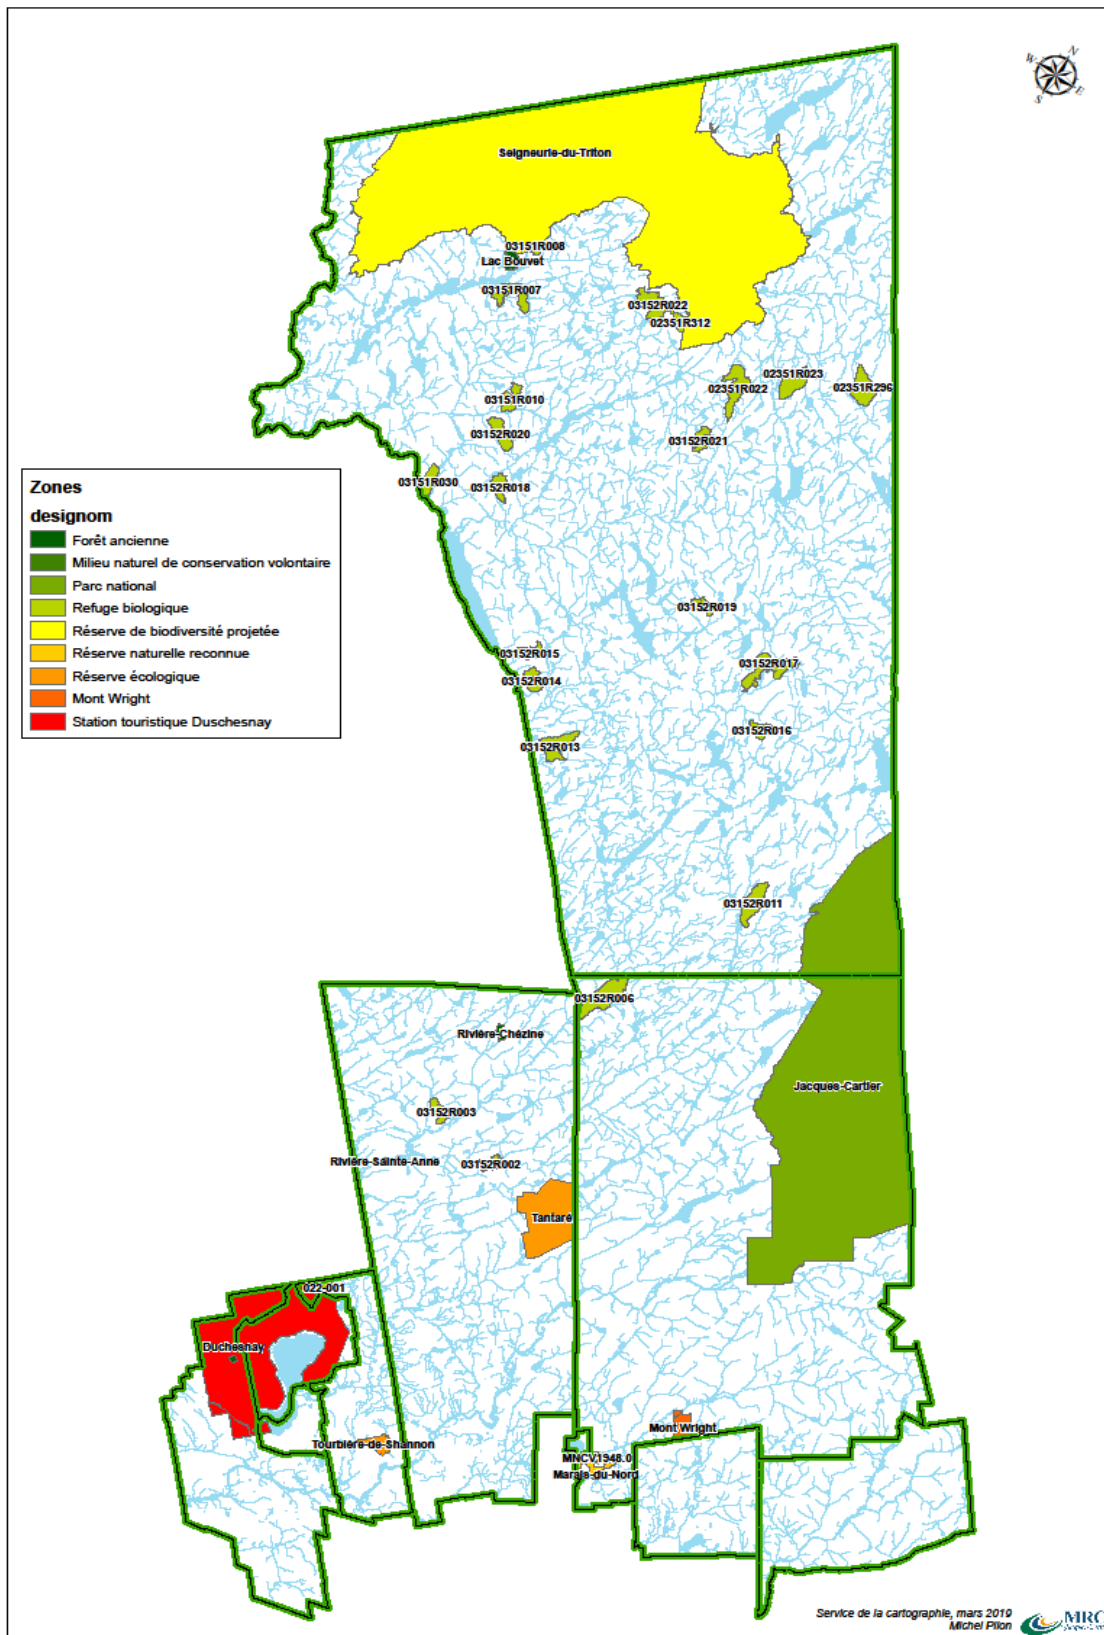 N
W
E
S
Seigneurie-du-Triton
03151R008
Lac Bouvet
03151R007
03152R022
02351R312
02351R023
02351R022
02351R296
03151R010
03152R020
03152R021
03151R030
03152R018
Zones
designom
Forêt ancienne
Milieu naturel de conservation volontaire
Parc national
Refuge biologique
Réserve de biodiversité projetée
Réserve naturelle reconnue
Réserve écologique
Mont Wright
Station touristique Duschesnay
03152R019
03152R015
03152R017
03152R014
03152R016
03152R013
03152R011
03152R006
Rivière-Chézine
Jacques-Cartier
03152R003
Rivière-Sainte-Anne
03152R002
Tantaré
022-001
Duchesnay
Mont Wright
Tourbière-de-Shannon
MNCV1948.0
Marais-du-Nord
Service de la cartographie, mars 2019
Michel Pilon
MRC